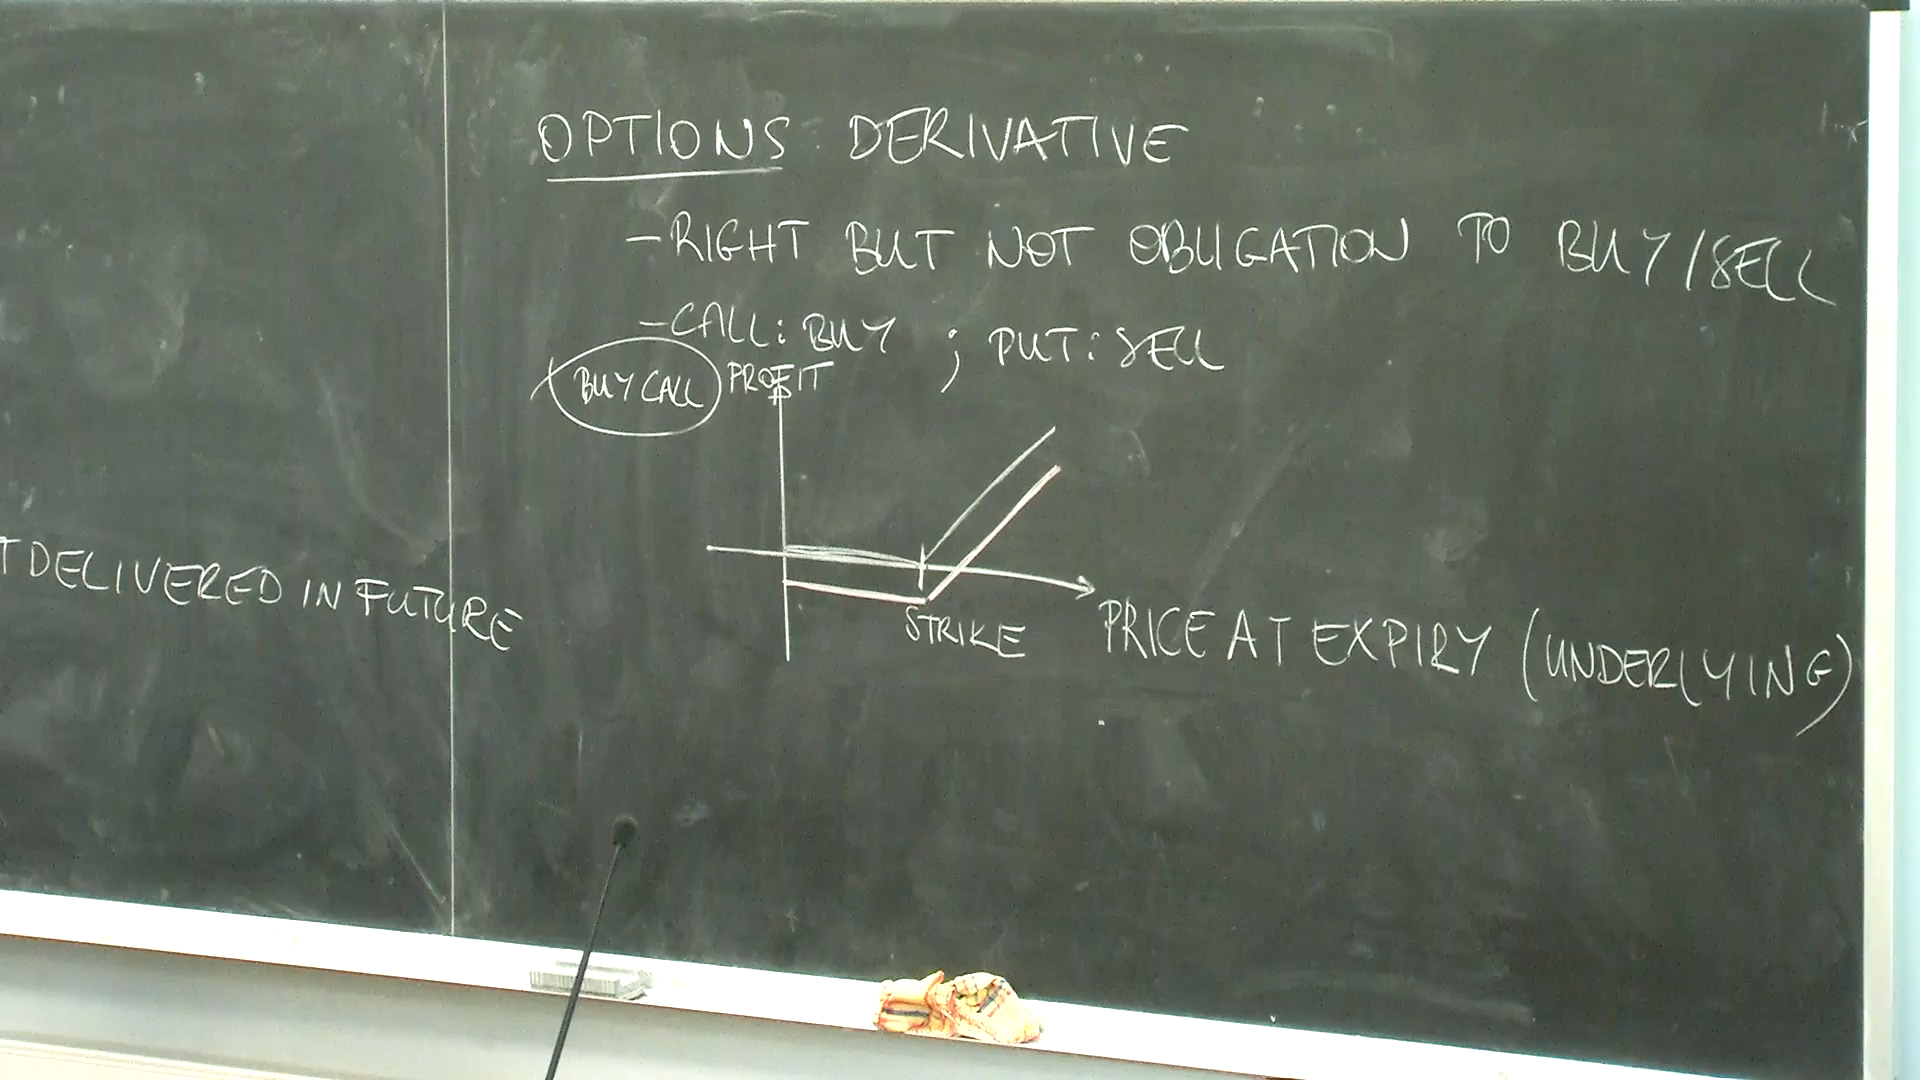 OPTIONS: DERIVATIVE
- RIGHT BUT NOT OBLIGATION TO BUY/SELL
- CALL: BUY ; PUT: SELL
BUY CALL
PROFIT
$
STRIKE
PRICE AT EXPIRY (UNDERLYING)
T DELIVERED IN FUTURE